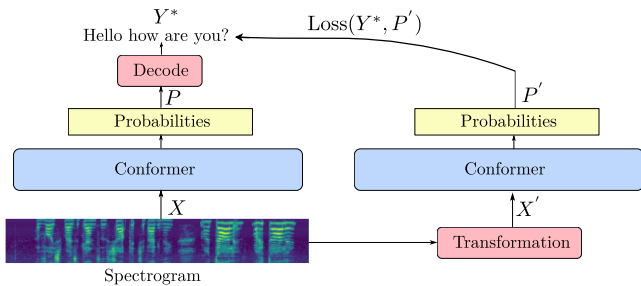 Y*
Hello how are you?
Loss(Y*, P′)
Decode
P
P′
Probabilities
Probabilities
Conformer
Conformer
X
X′
Transformation
Spectrogram